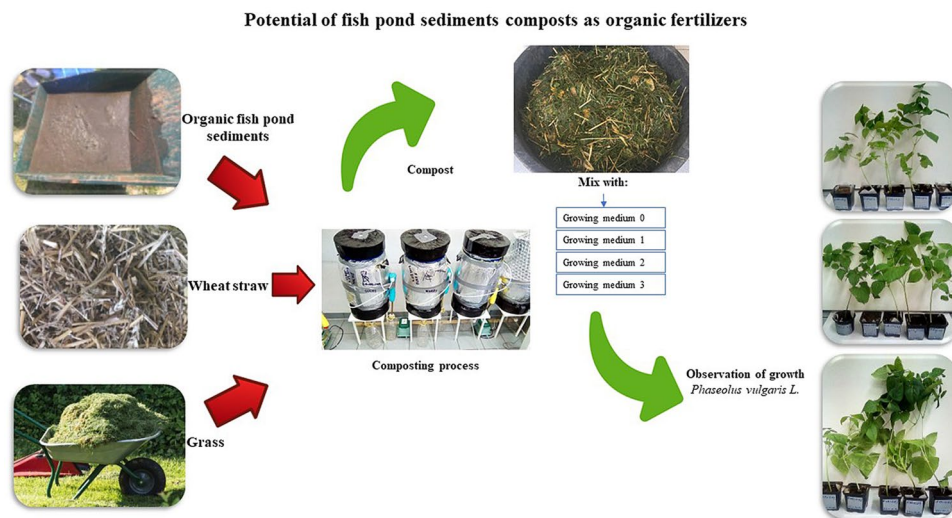 Potential of fish pond sediments composts as organic fertilizers
Organic fish pond
sediments
Wheat straw
Grass
Compost
Composting process
Mix with:
Growing medium 0
Growing medium 1
Growing medium 2
Growing medium 3
Observation of growth
Phaseolus vulgaris L.